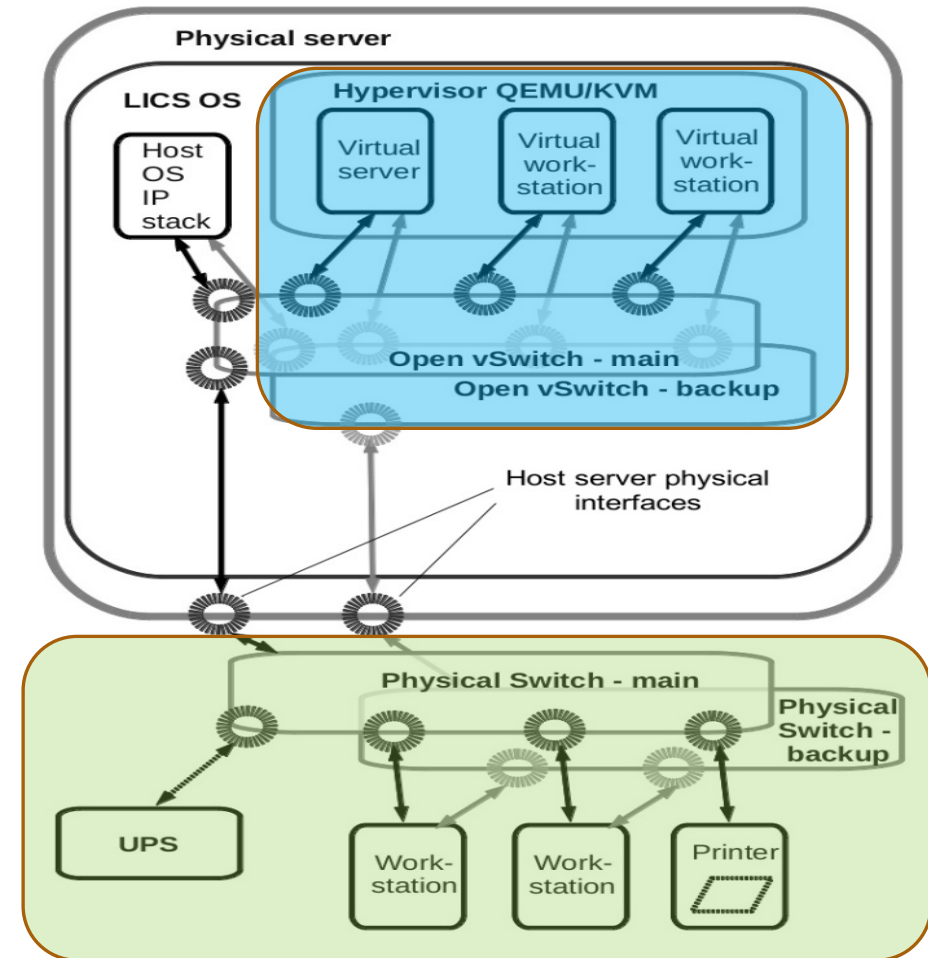 Physical server
LICS OS
Hypervisor QEMU/KVM
Host
OS
IP
stack
Virtual
server
Virtual
work-
station
Virtual
work-
station
Open vSwitch - main
Open vSwitch - backup
Host server physical
interfaces
Physical Switch - main
Physical
Switch -
backup
UPS
Work-
station
Work-
station
Printer